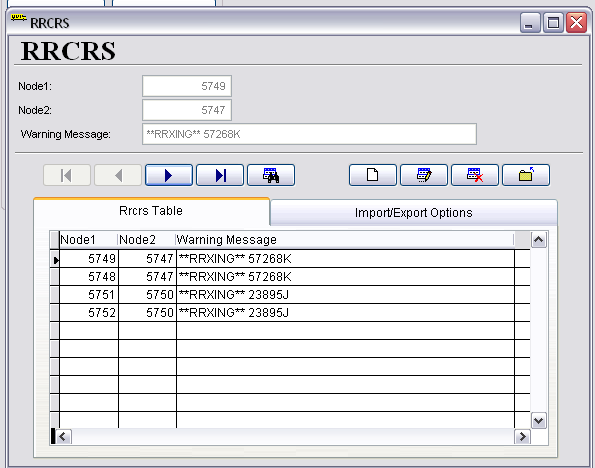 RRCRS
RRCRS
Node1: 5749
Node2: 5747
Warning Message: **RRXING** 57268K
Rrcrs Table Import/Export Options
Node1 Node2 Warning Message
5749 5747 **RRXING** 57268K
5748 5747 **RRXING** 57268K
5751 5750 **RRXING** 23895J
5752 5750 **RRXING** 23895J